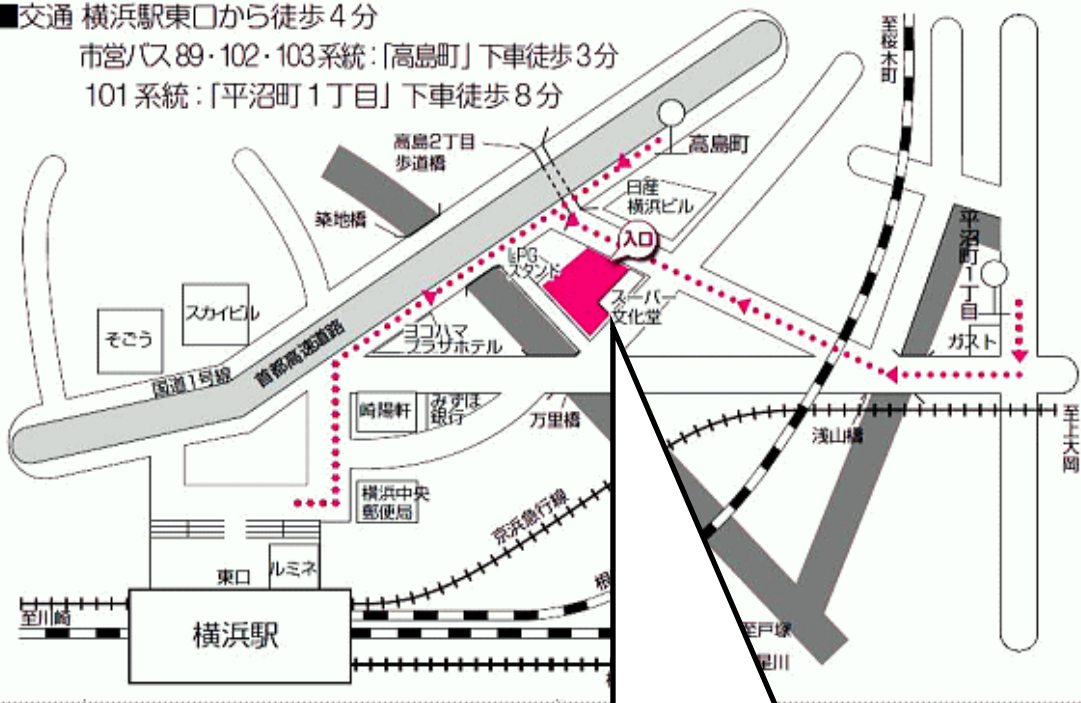 ■交通 横浜駅東口から徒歩4分
市営バス89・102・103系統：「高島町」下車徒歩3分
101系統：「平沼町1丁目」下車徒歩8分
至桜木町
高島2丁目
歩道橋
高島町
日産
横浜ビル
築地橋
入口
平沼町1丁目
LPG
スタンド
スーパー
文化堂
スカイビル
そごう
ヨコハマ
プラザホテル
ガスト
首都高速道路
国道1号線
崎陽軒
みずほ
銀行
万里橋
浅山橋
至上大岡
横浜中央
郵便局
京浜急行線
東口
ルミネ
根
至川崎
横浜駅
至戸塚
星川